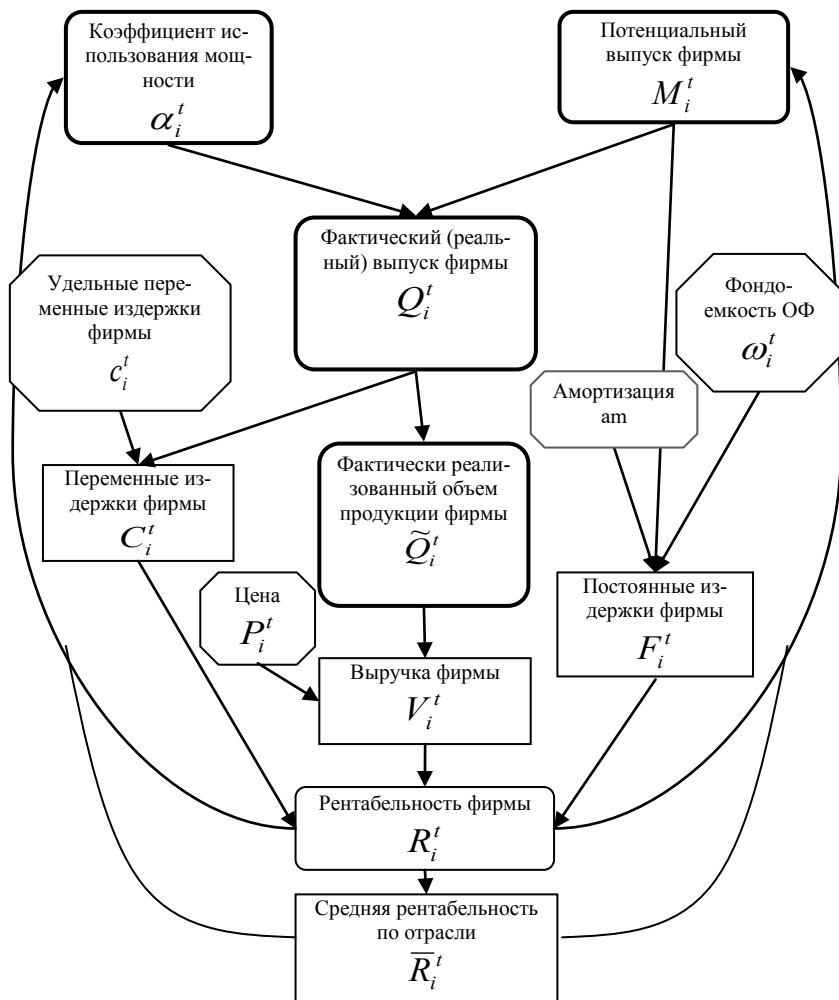 Коэффициент ис-
пользования мощ-
ности
α_i^t
Потенциальный
выпуск фирмы
M_i^t
Фактический (реаль-
ный) выпуск фирмы
Q_i^t
Удельные пере-
менные издержки
фирмы
c_i^t
Фондо-
емкость ОФ
ω_i^t
Амортизация
am
Переменные из-
держки фирмы
C_i^t
Фактически реали-
зованный объем
продукции фирмы
Q̃_i^t
Цена
P_i^t
Постоянные из-
держки фирмы
F_i^t
Выручка фирмы
V_i^t
Рентабельность фирмы
R_i^t
Средняя рентабельность
по отрасли
R̅_i^t